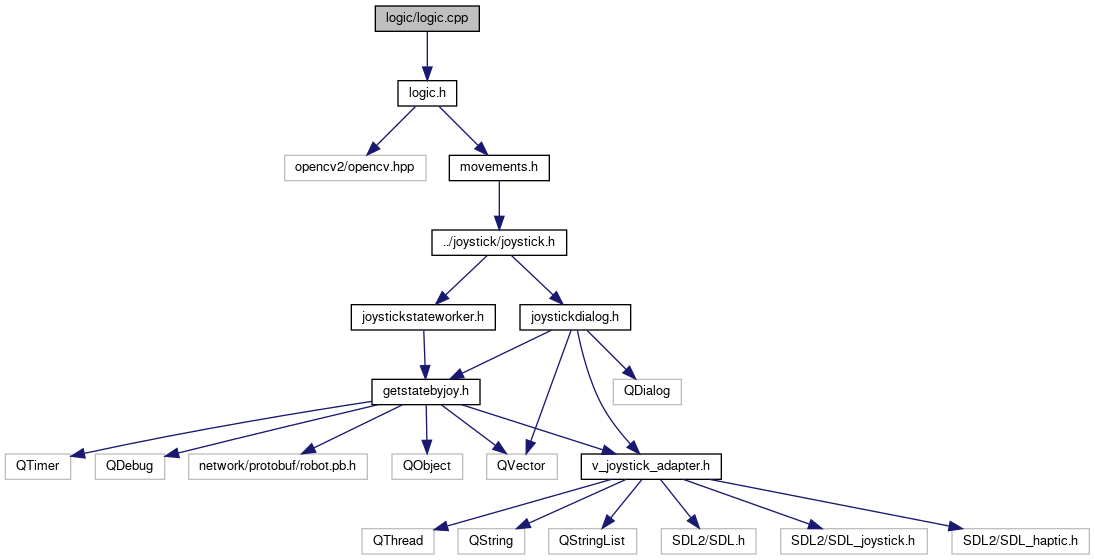 logic/logic.cpp
logic.h
opencv2/opencv.hpp
movements.h
../joystick/joystick.h
joystickstateworker.h
joystickdialog.h
getstatebyjoy.h
QDialog
QTimer
QDebug
network/protobuf/robot.pb.h
QObject
QVector
v_joystick_adapter.h
QThread
QString
QStringList
SDL2/SDL.h
SDL2/SDL_joystick.h
SDL2/SDL_haptic.h